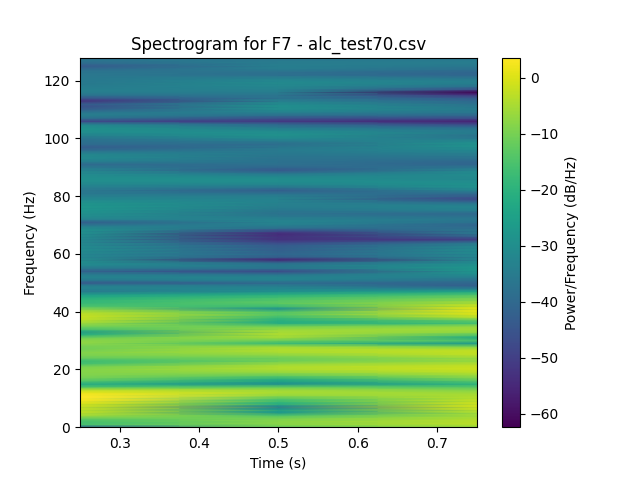 Spectrogram for F7 - alc_test70.csv
120
100
80
60
40
20
0
Frequency (Hz)
0.3 0.4 0.5 0.6 0.7
Time (s)
0
−10
−20
−30
−40
−50
−60
Power/Frequency (dB/Hz)